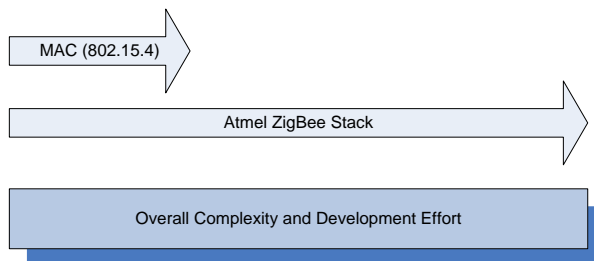 MAC (802.15.4)
Atmel ZigBee Stack
Overall Complexity and Development Effort